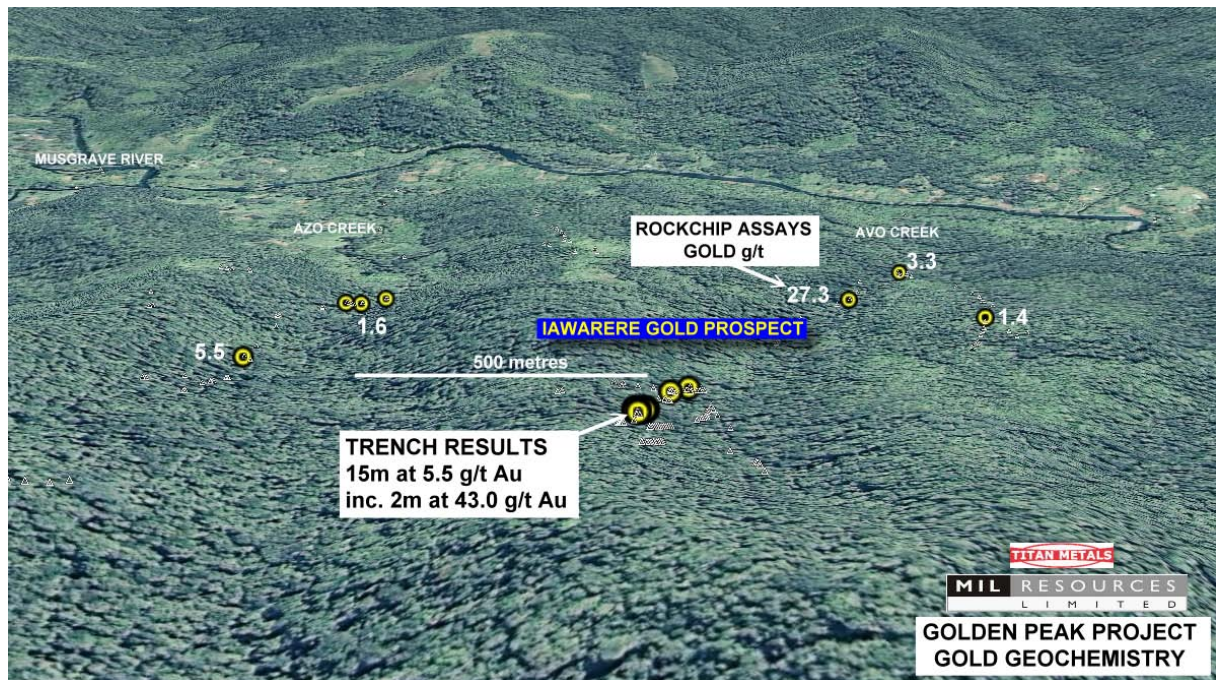 MUSGRAVE RIVER
AZO CREEK
ROCKCHIP ASSAYS
GOLD g/t
AVO CREEK
3.3
27.3
1.6
IAWARERE GOLD PROSPECT
1.4
5.5
500 metres
TRENCH RESULTS
15m at 5.5 g/t Au
inc. 2m at 43.0 g/t Au
TITAN METALS
MIL RESOURCES
LIMITED
GOLDEN PEAK PROJECT
GOLD GEOCHEMISTRY